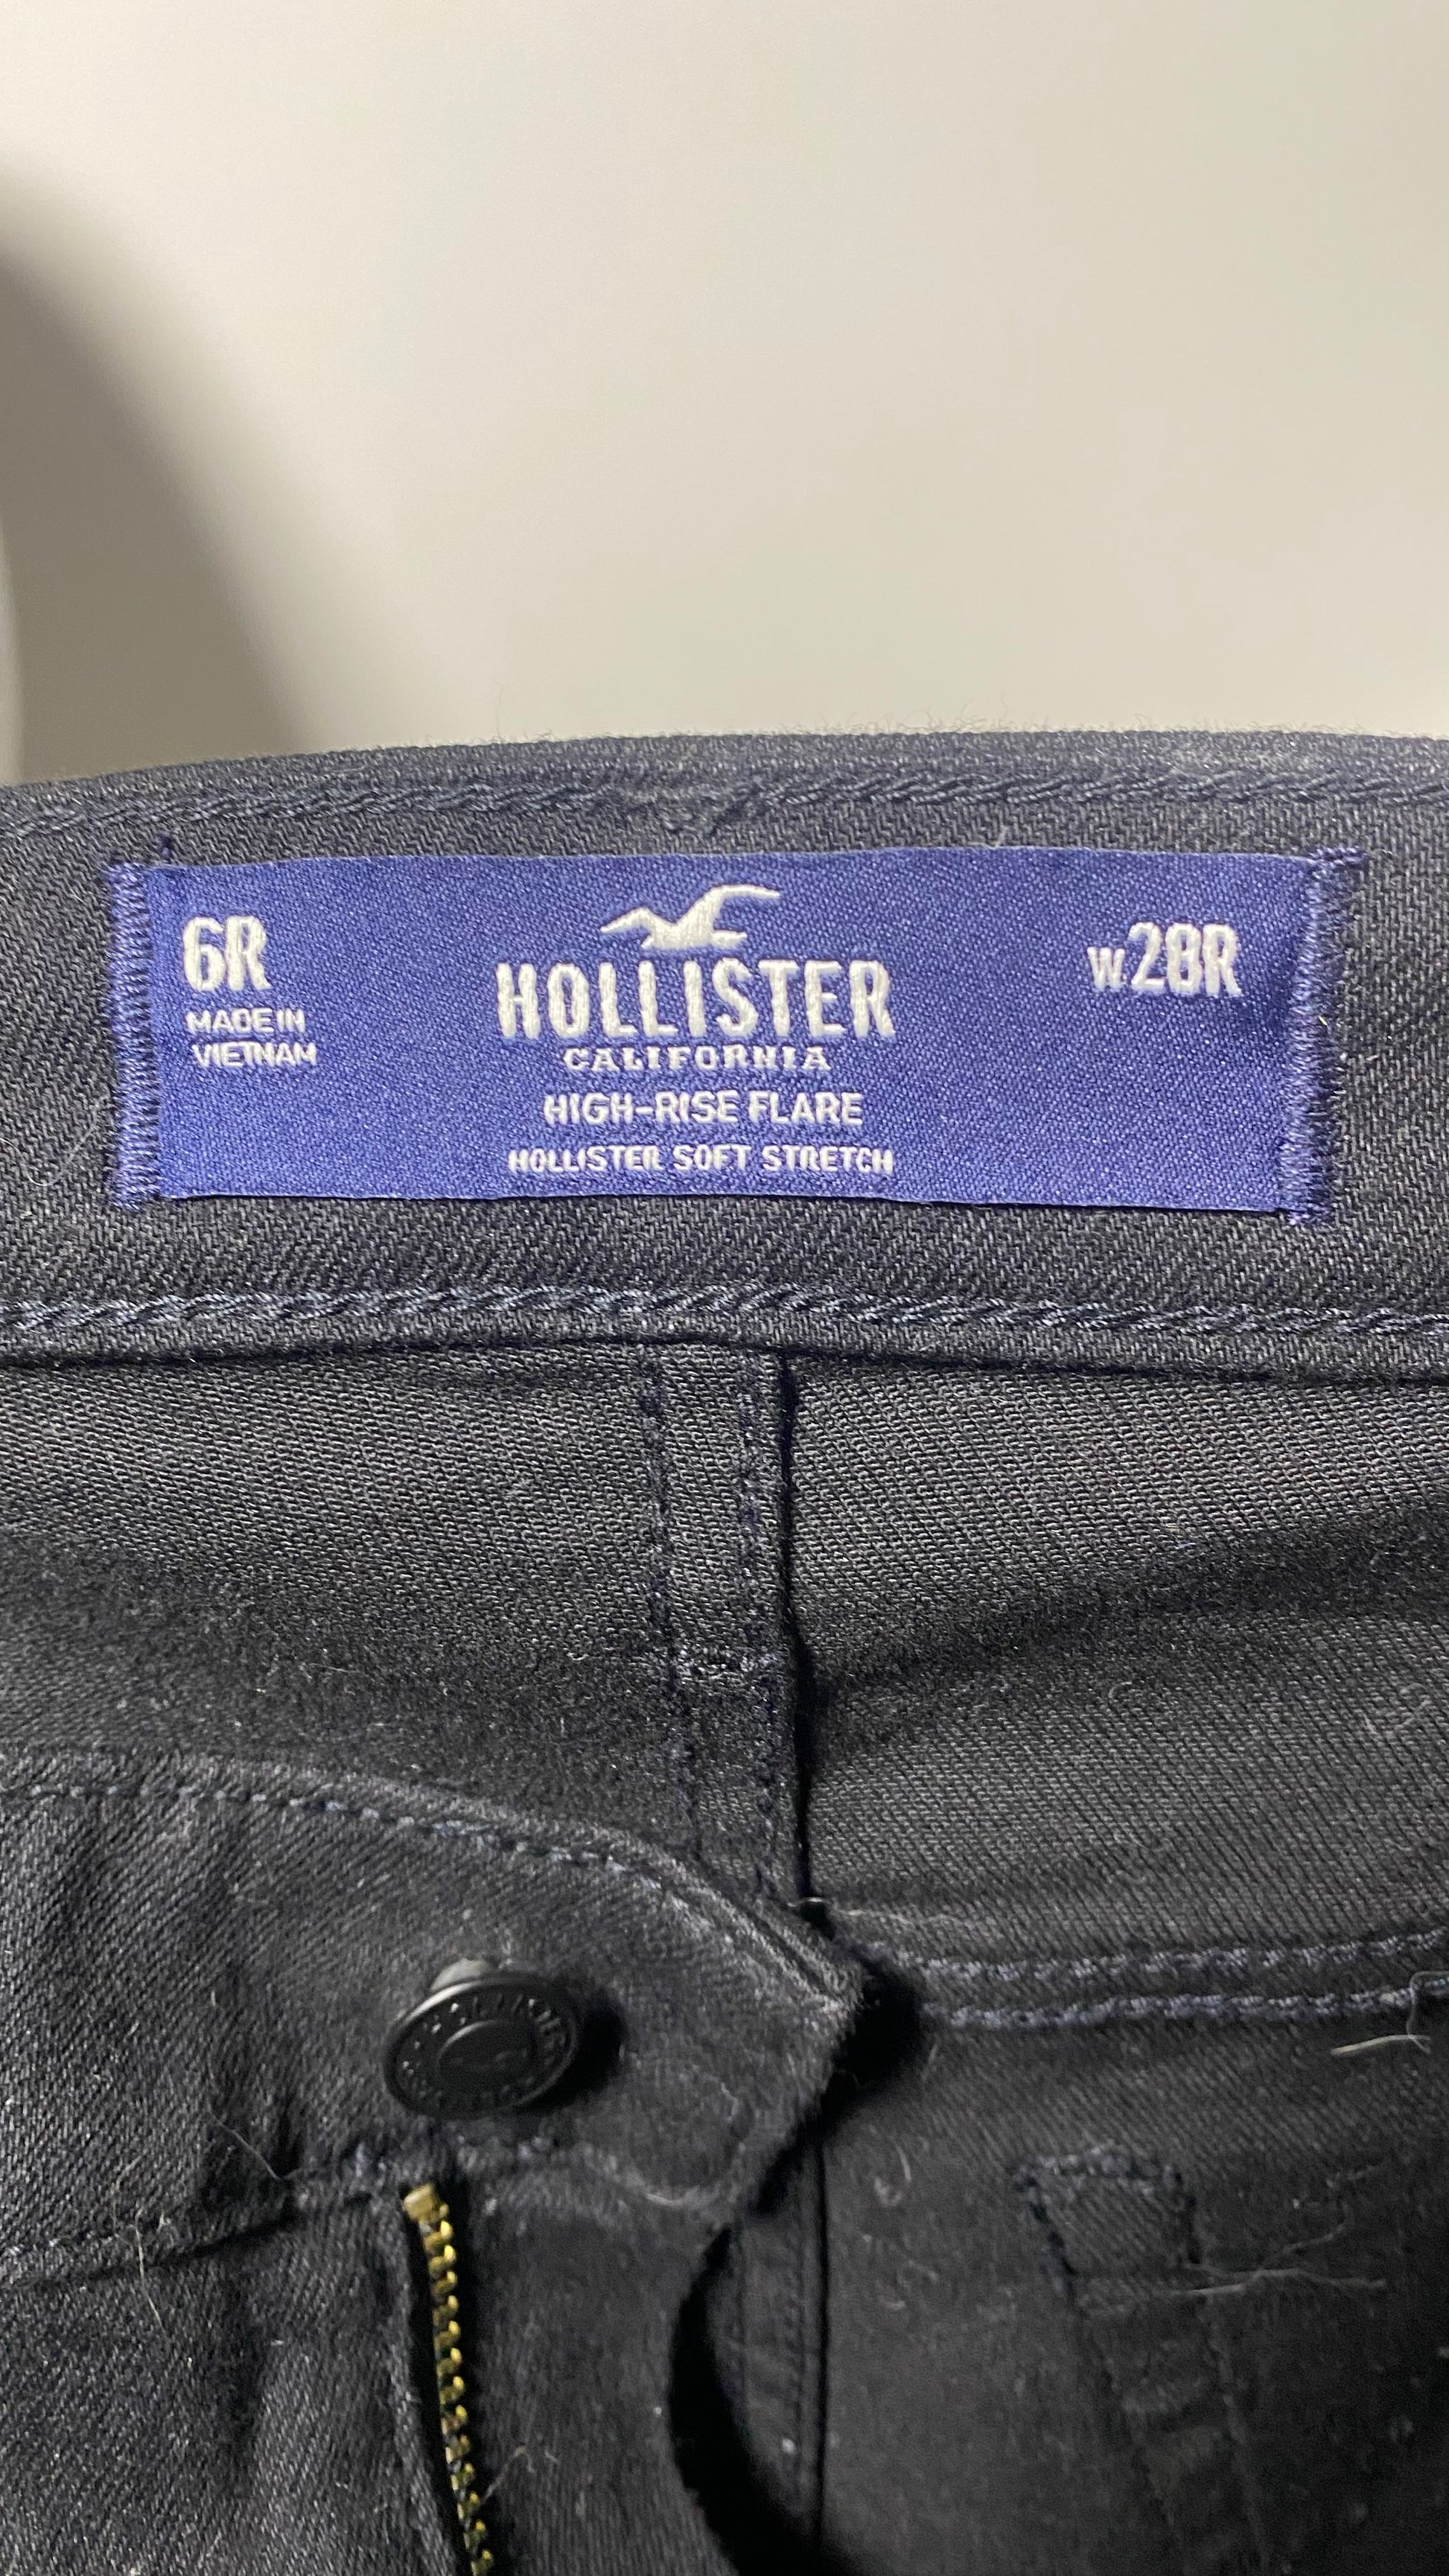 6R
MADE IN
VIETNAM
HOLLISTER
CALIFORNIA
HIGH-RISE FLARE
HOLLISTER SOFT STRETCH
W28R